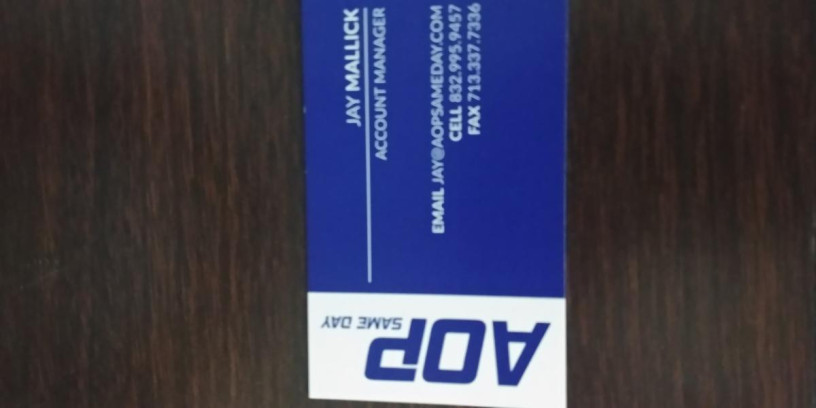 JAY MALLICK
ACCOUNT MANAGER
EMAIL JAY@AOPSAMEDAY.COM
CELL 832.995.9457
FAX 713.337.7336
AOP
SAME DAY